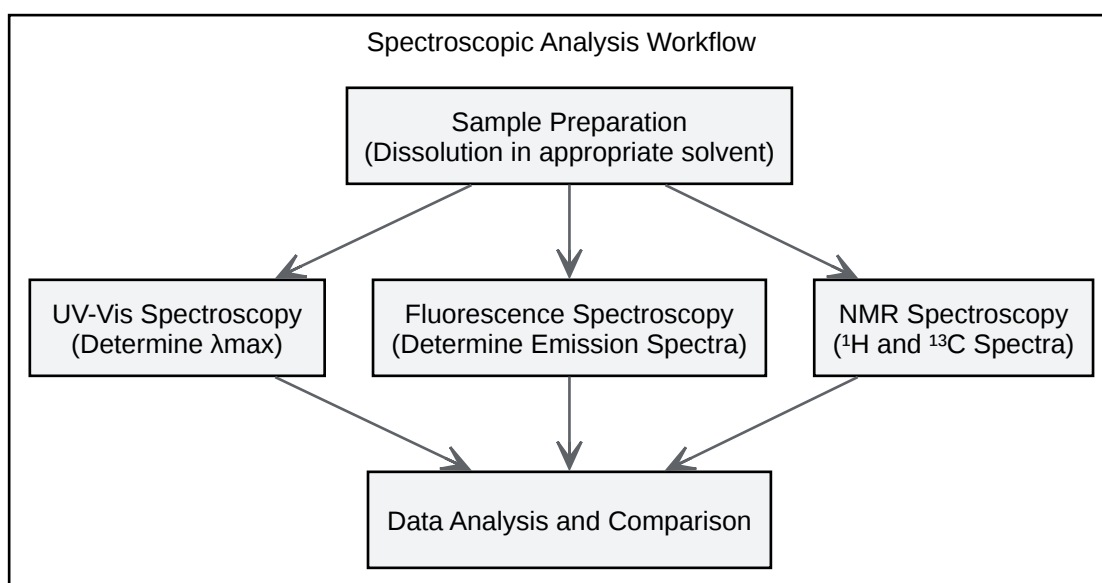 Spectroscopic Analysis Workflow
Sample Preparation
(Dissolution in appropriate solvent)
UV-Vis Spectroscopy
(Determine λmax)
Fluorescence Spectroscopy
(Determine Emission Spectra)
NMR Spectroscopy
(¹H and ¹³C Spectra)
Data Analysis and Comparison